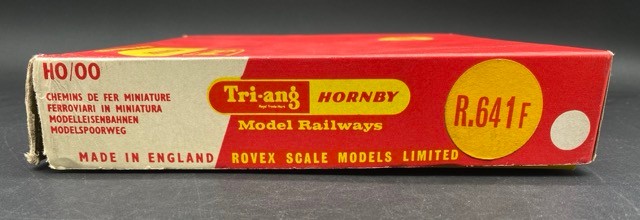 HO/OO
CHEMINS DE FER MINIATURE
FERROVIARI IN MINIATURA
MODELLEISENBAHNEN
MODELSPOORWEG
Tri-ang HORNBY
Model Railways
R.641F
MADE IN ENGLAND ROVEX SCALE MODELS LIMITED